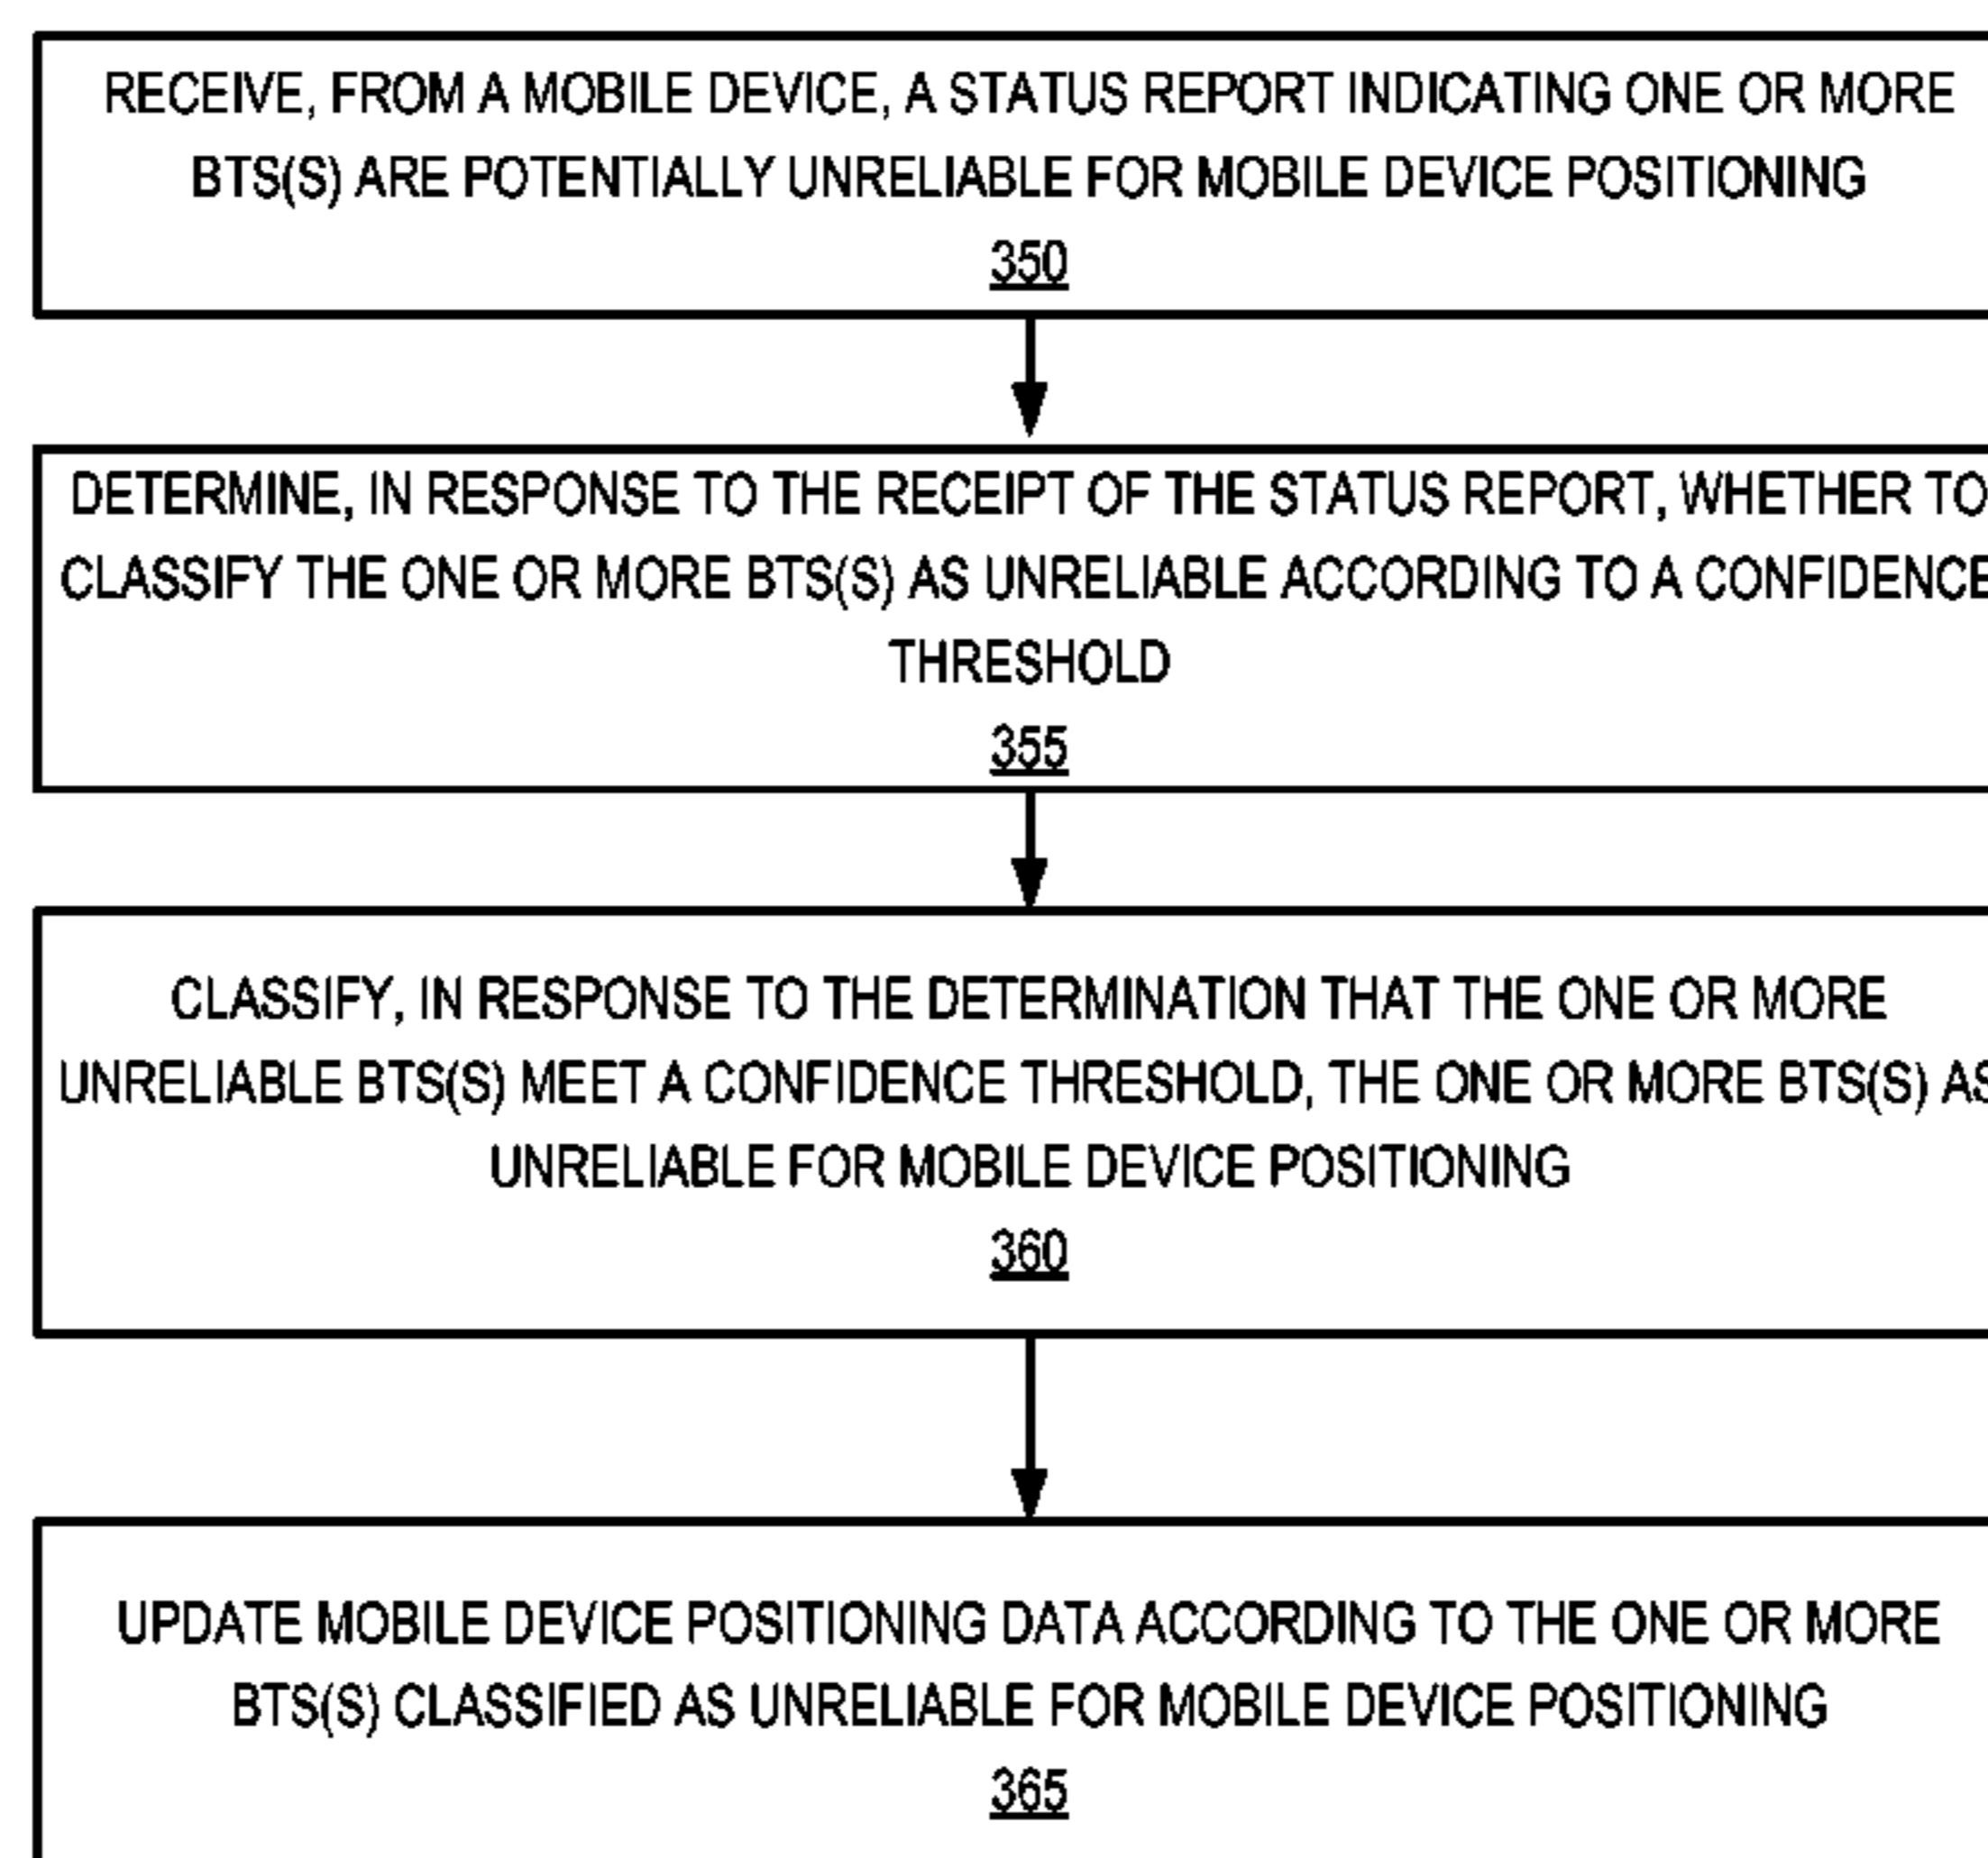 RECEIVE, FROM A MOBILE DEVICE, A STATUS REPORT INDICATING ONE OR MORE
BTS(S) ARE POTENTIALLY UNRELIABLE FOR MOBILE DEVICE POSITIONING
350
DETERMINE, IN RESPONSE TO THE RECEIPT OF THE STATUS REPORT, WHETHER TO
CLASSIFY THE ONE OR MORE BTS(S) AS UNRELIABLE ACCORDING TO A CONFIDENCE
THRESHOLD
355
CLASSIFY, IN RESPONSE TO THE DETERMINATION THAT THE ONE OR MORE
UNRELIABLE BTS(S) MEET A CONFIDENCE THRESHOLD, THE ONE OR MORE BTS(S) AS
UNRELIABLE FOR MOBILE DEVICE POSITIONING
360
UPDATE MOBILE DEVICE POSITIONING DATA ACCORDING TO THE ONE OR MORE
BTS(S) CLASSIFIED AS UNRELIABLE FOR MOBILE DEVICE POSITIONING
365